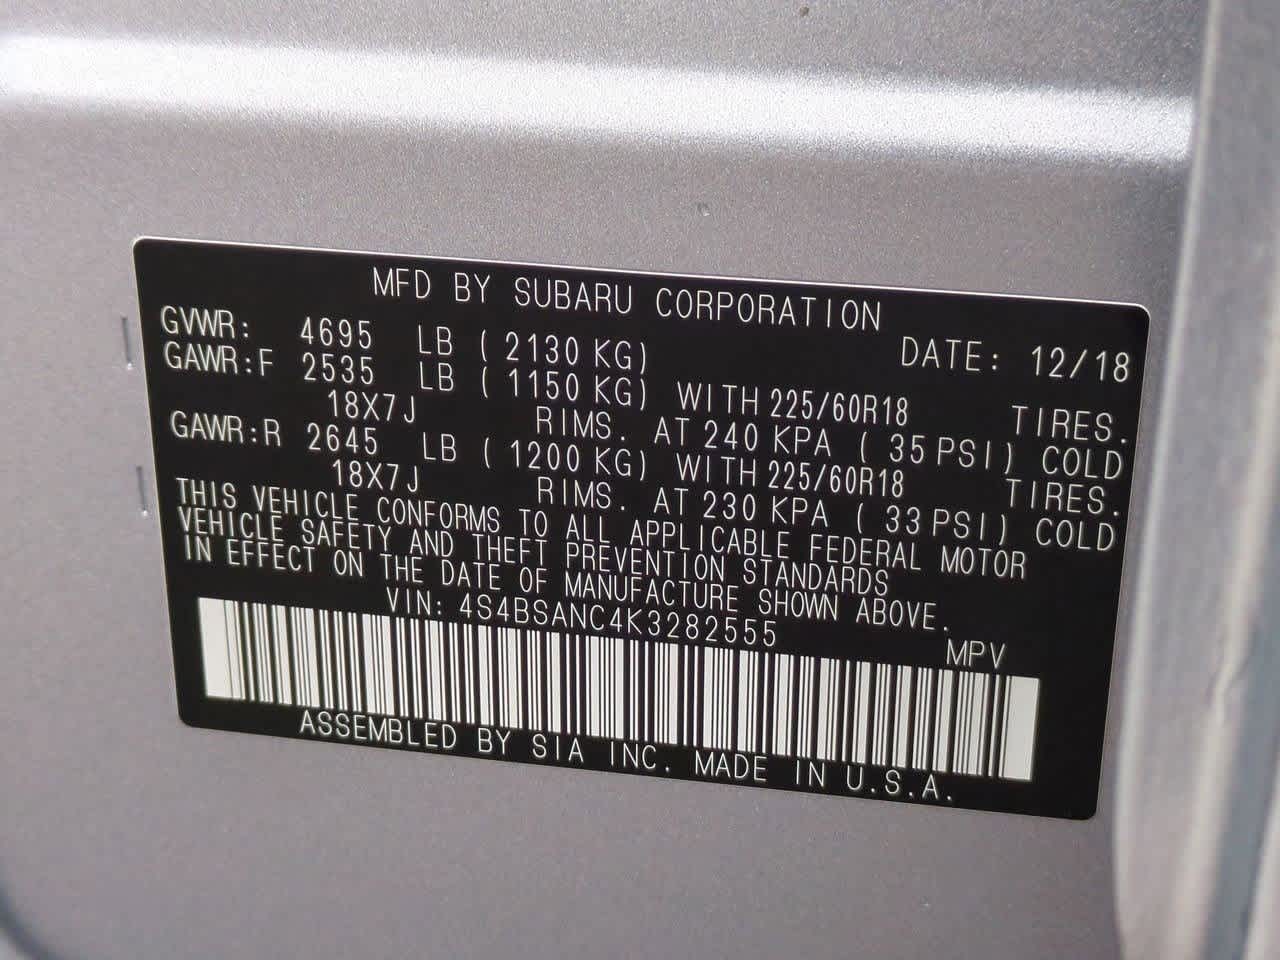 MFD BY SUBARU CORPORATION
GVWR: 4695 LB ( 2130 KG) DATE: 12/18
GAWR:F 2535 LB ( 1150 KG) WITH 225/60R18 TIRES.
18X7J RIMS. AT 240 KPA ( 35 PSI) COLD
GAWR:R 2645 LB ( 1200 KG) WITH 225/60R18 TIRES.
18X7J RIMS. AT 230 KPA ( 33 PSI) COLD
THIS VEHICLE CONFORMS TO ALL APPLICABLE FEDERAL MOTOR
VEHICLE SAFETY AND THEFT PREVENTION STANDARDS
IN EFFECT ON THE DATE OF MANUFACTURE SHOWN ABOVE.
VIN: 4S4BSANC4K3282555 MPV
ASSEMBLED BY SIA INC. MADE IN U.S.A.